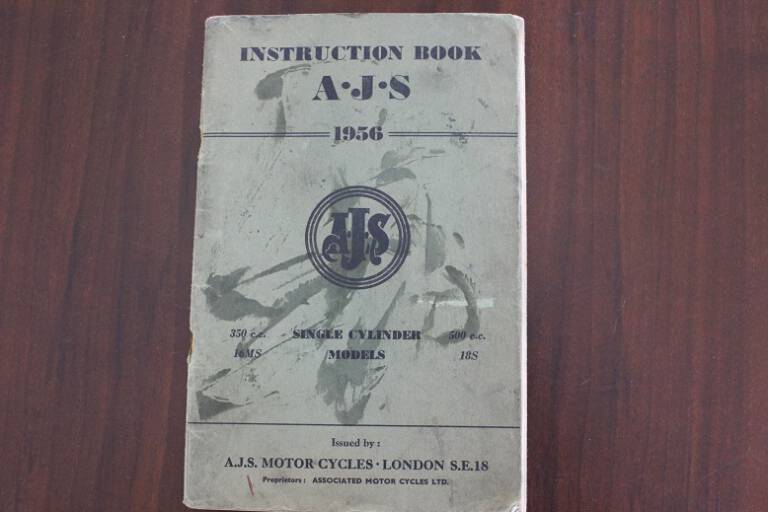 INSTRUCTION BOOK
A·J·S
1956
AJS
350 c.c. SINGLE CYLINDER 500 c.c.
16MS MODELS 18S
Issued by :
A.J.S. MOTOR CYCLES · LONDON S.E.18
Proprietors : ASSOCIATED MOTOR CYCLES LTD.